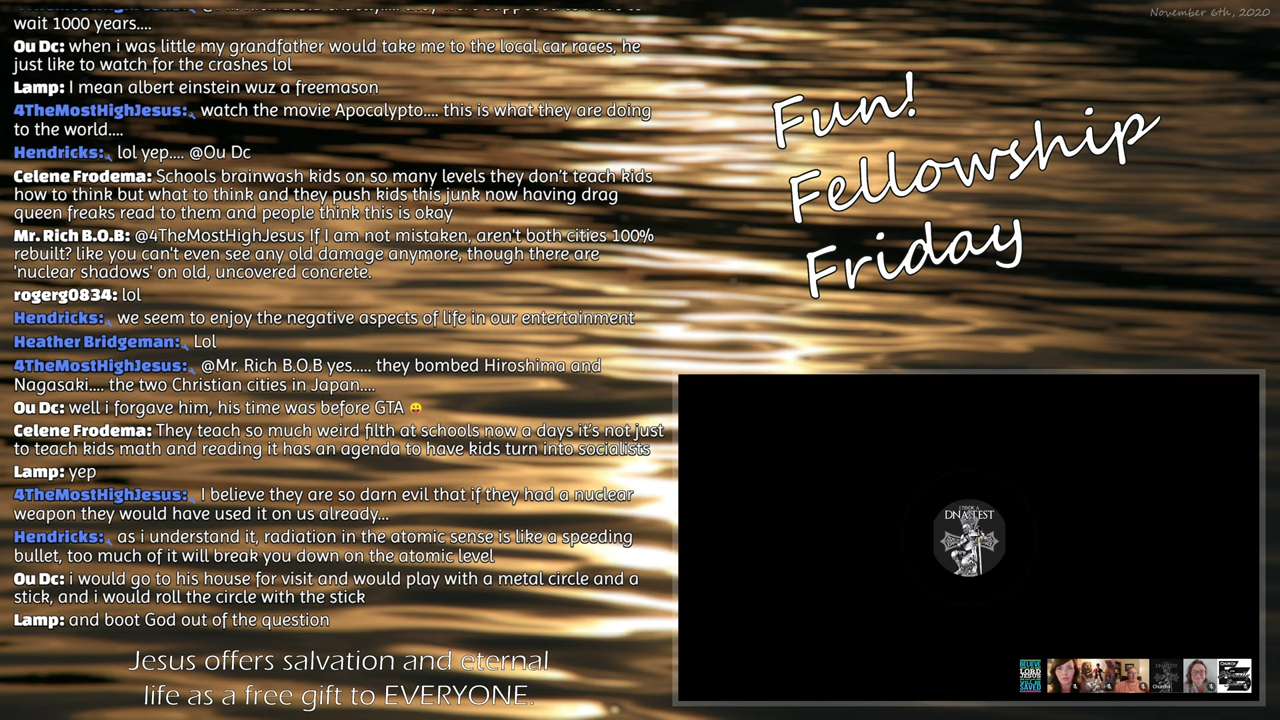 wait 1000 years....
Ou Dc: when i was little my grandfather would take me to the local car races, he
just like to watch for the crashes lol
Lamp: I mean albert einstein wuz a freemason
4TheMostHighJesus: watch the movie Apocalypto.... this is what they are doing
to the world....
Hendricks: lol yep.... @Ou Dc
Celene Frodema: Schools brainwash kids on so many levels they don't teach kids
how to think but what to think and they push kids this junk now having drag
queen freaks read to them and people think this is okay
Mr. Rich B.O.B: @4TheMostHighJesus If I am not mistaken, aren't both cities 100%
rebuilt? like you can't even see any old damage anymore, though there are
'nuclear shadows' on old, uncovered concrete.
rogerg0834: lol
Hendricks: we seem to enjoy the negative aspects of life in our entertainment
Heather Bridgeman: Lol
4TheMostHighJesus: @Mr. Rich B.O.B yes..... they bombed Hiroshima and
Nagasaki.... the two Christian cities in Japan....
Ou Dc: well i forgave him, his time was before GTA 😛
Celene Frodema: They teach so much weird filth at schools now a days it's not just
to teach kids math and reading it has an agenda to have kids turn into socialists
Lamp: yep
4TheMostHighJesus: I believe they are so darn evil that if they had a nuclear
weapon they would have used it on us already...
Hendricks: as i understand it, radiation in the atomic sense is like a speeding
bullet, too much of it will break you down on the atomic level
Ou Dc: i would go to his house for visit and would play with a metal circle and a
stick, and i would roll the circle with the stick
Lamp: and boot God out of the question
Jesus offers salvation and eternal
life as a free gift to EVERYONE.
November 6th, 2020
Fun!
Fellowship
Friday
I TOOK A
DNA TEST
BELIEVE
LORD
JESUS
SAVED